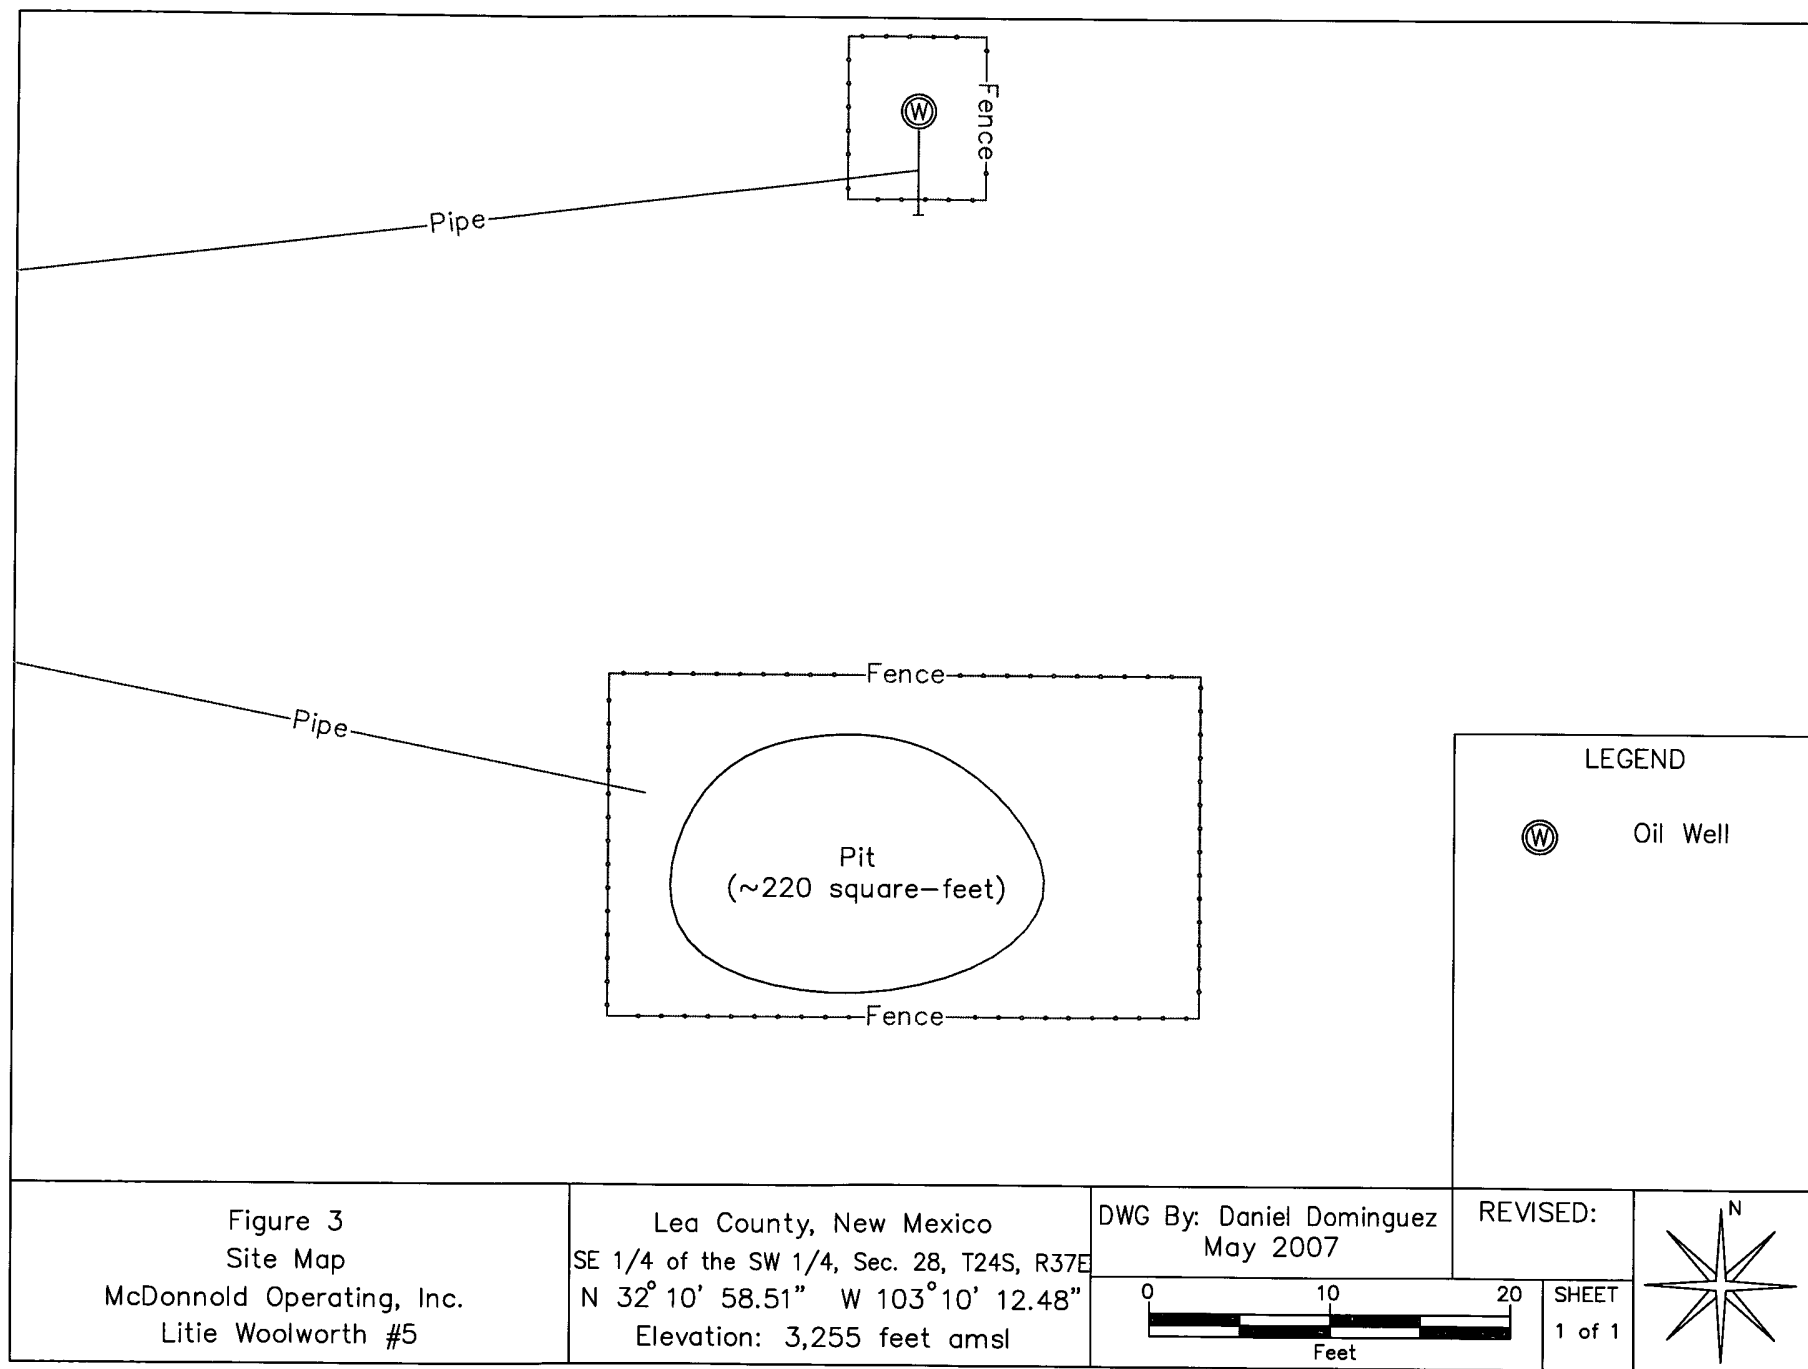 W
Fence
Pipe
Fence
Pipe
LEGEND
W Oil Well
Pit
(~220 square-feet)
Fence
Figure 3
Site Map
McDonnold Operating, Inc.
Litie Woolworth #5
Lea County, New Mexico
SE 1/4 of the SW 1/4, Sec. 28, T24S, R37E
N 32° 10' 58.51" W 103° 10' 12.48"
Elevation: 3,255 feet amsl
DWG By: Daniel Dominguez
May 2007
REVISED:
0 10 20
Feet
SHEET
1 of 1
N